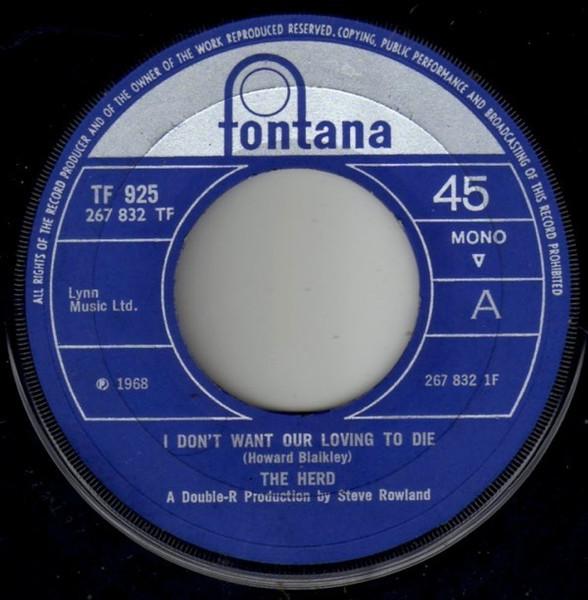 ALL RIGHTS OF THE RECORD PRODUCER AND OF THE OWNER OF THE WORK REPRODUCED RESERVED. COPYING, PUBLIC PERFORMANCE AND BROADCASTING OF THIS RECORD PROHIBITED
fontana
TF 925
267 832 TF
45
MONO
Lynn
Music Ltd.
A
℗ 1968
267 832 1F
I DON'T WANT OUR LOVING TO DIE
(Howard Blaikley)
THE HERD
A Double-R Production by Steve Rowland